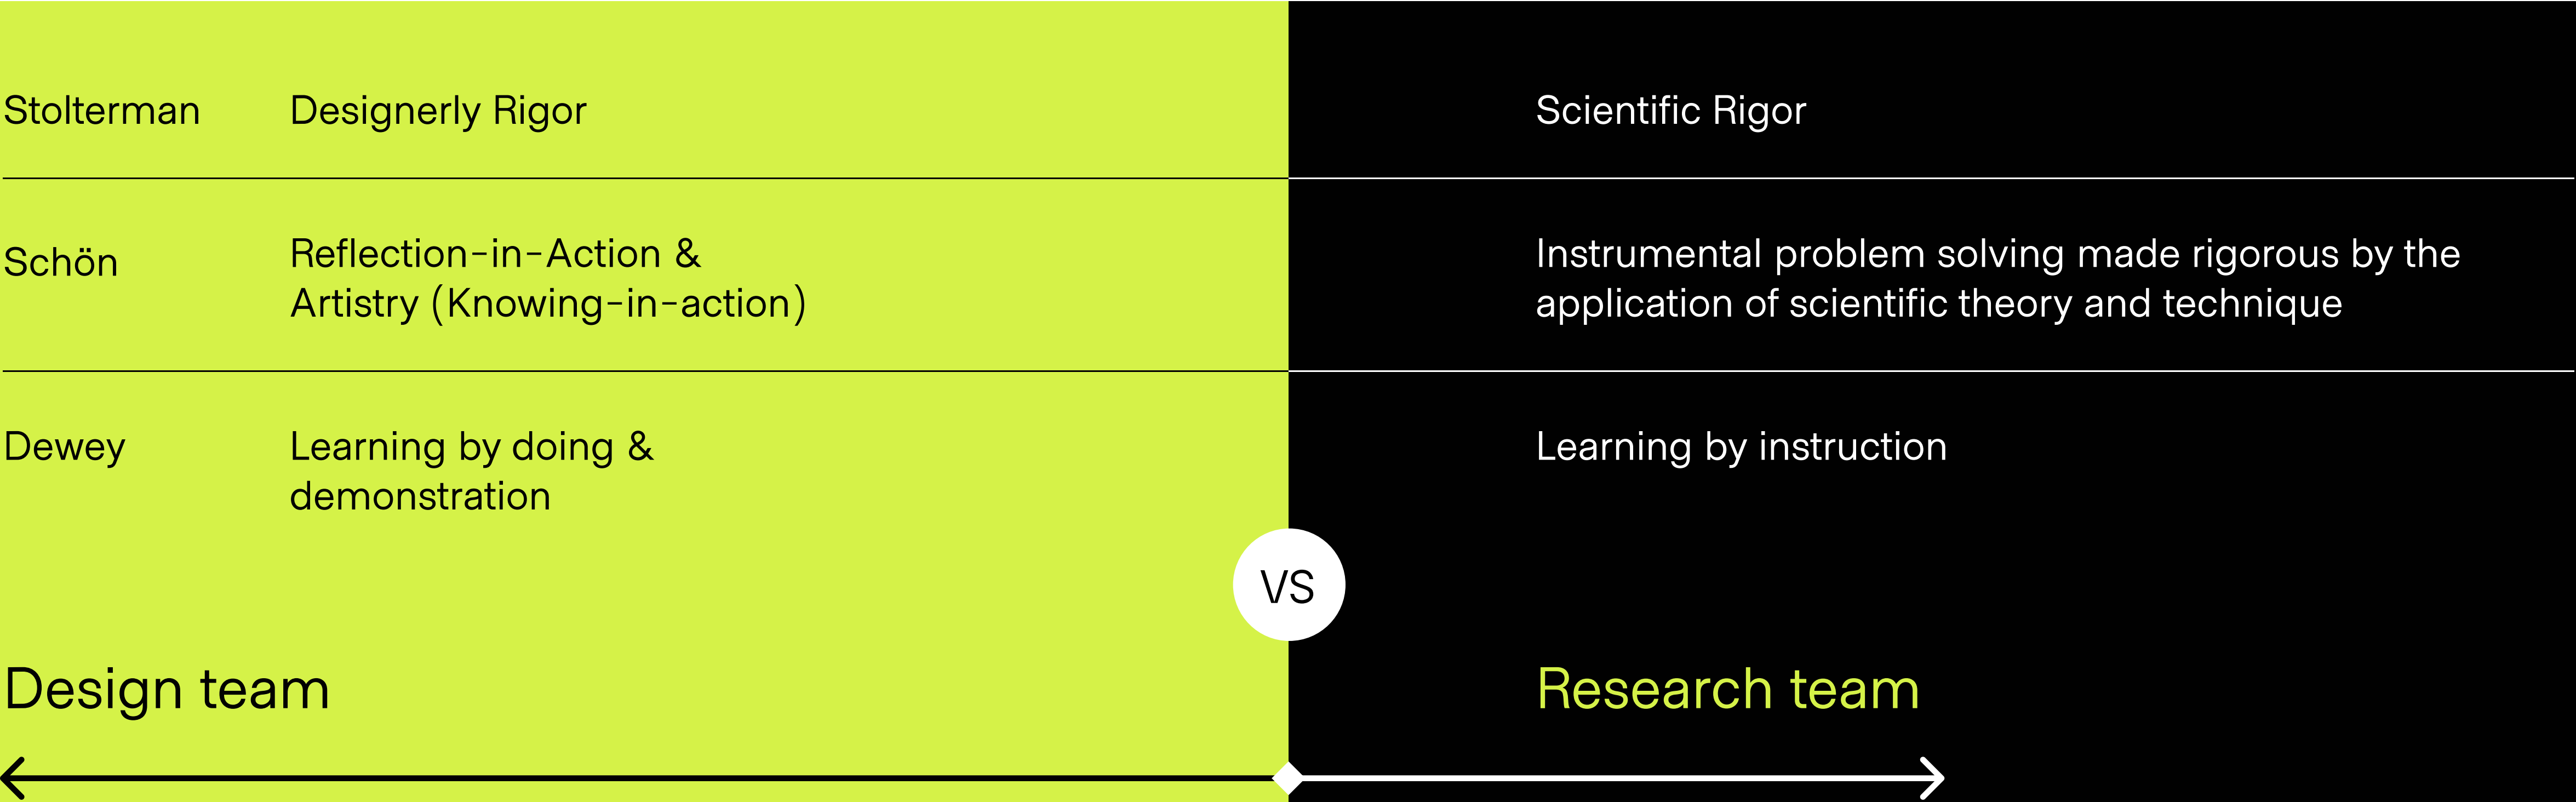 Stolterman
Designerly Rigor
Scientific Rigor
Schön
Reflection-in-Action &
Artistry (Knowing-in-action)
Instrumental problem solving made rigorous by the
application of scientific theory and technique
Dewey
Learning by doing &
demonstration
Learning by instruction
VS
Design team
Research team